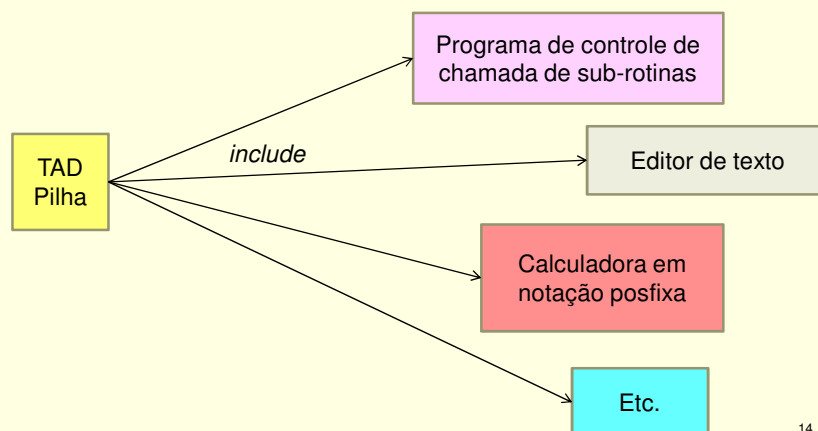 Programa de controle de
chamada de sub-rotinas
TAD
Pilha
include
Editor de texto
Calculadora em
notação posfixa
Etc.
14